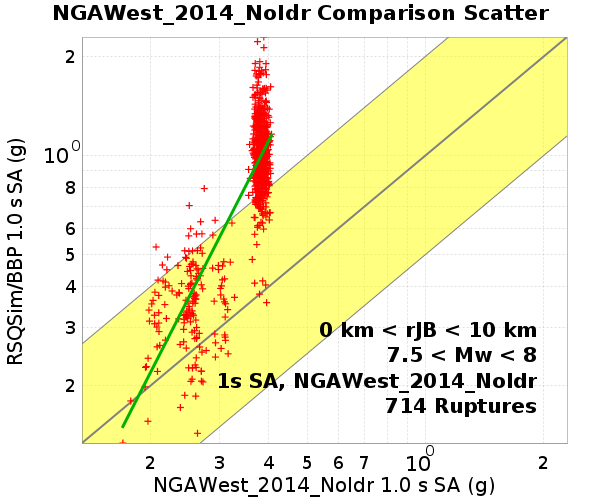 NGAWest_2014_NoIdr Comparison Scatter
2
10^0
8
6
5
4
3
2
RSQSim/BBP 1.0 s SA (g)
0 km < rJB < 10 km
7.5 < Mw < 8
1s SA, NGAWest_2014_NoIdr
714 Ruptures
2 3 4 5 6 7 10^0 2
NGAWest_2014_NoIdr 1.0 s SA (g)